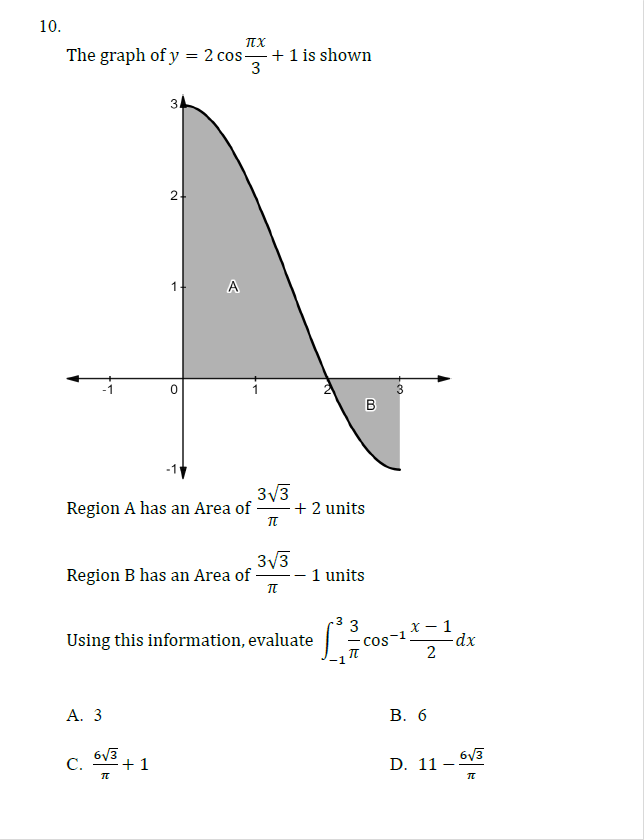 10.
The graph of y = 2 cos πx/3 + 1 is shown
3
2
1
A
-1
0
1
2
3
B
-1
Region A has an Area of 3√3/π + 2 units
Region B has an Area of 3√3/π − 1 units
Using this information, evaluate ∫₋₁³ 3/π cos⁻¹ (x − 1)/2 dx
A. 3
B. 6
C. 6√3/π + 1
D. 11 − 6√3/π